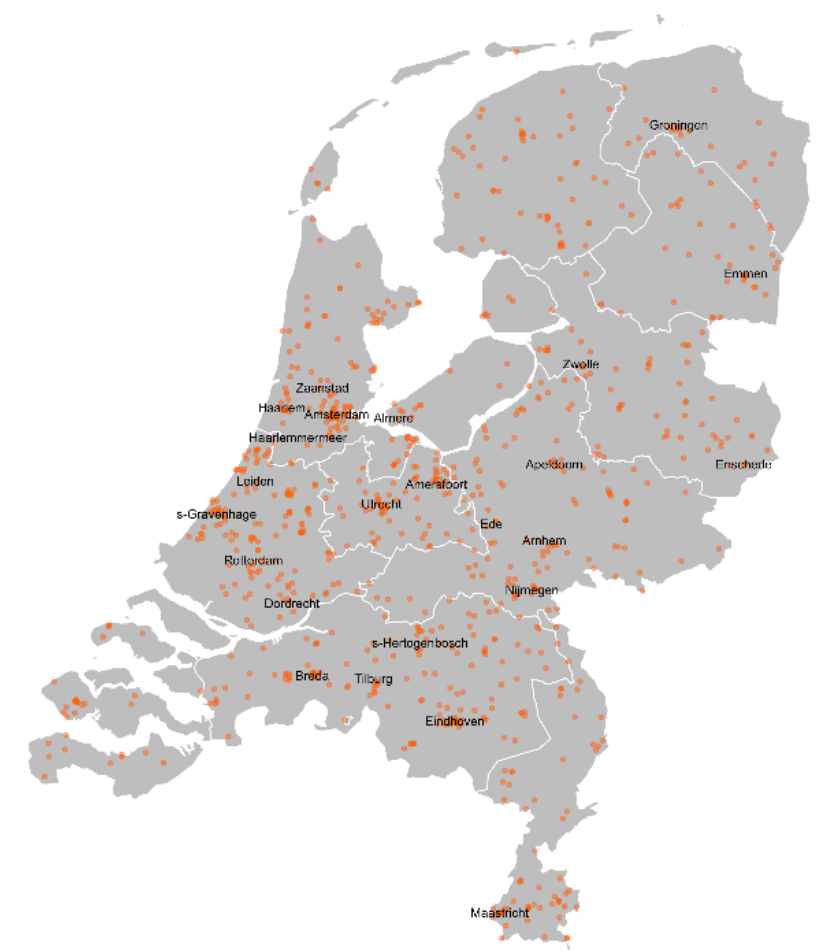 Groningen
Emmen
Zwolle
Zaanstad
Haarlem
Amsterdam
Almere
Haarlemmermeer
Apeldoorn
Enschede
Leiden
Amersfoort
Utrecht
s-Gravenhage
Ede
Arnhem
Rotterdam
Nijmegen
Dordrecht
s-Hertogenbosch
Breda
Tilburg
Eindhoven
Maastricht